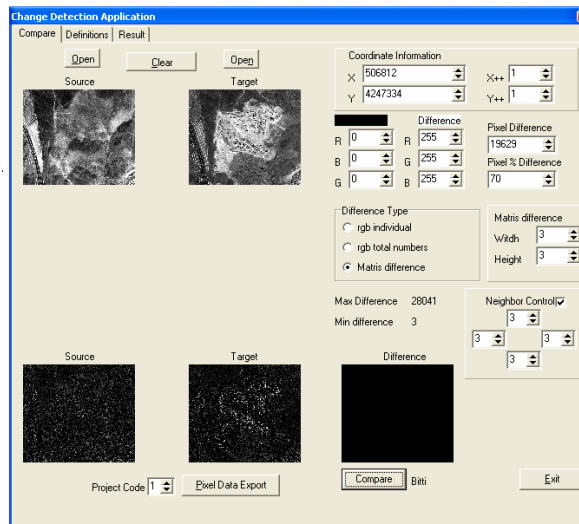 Change Detection Application
Compare Definitions Result
Open Clear Open
Source Target
Coordinate Information
X 506812 X++ 1
Y 4247334 Y++ 1
Difference
R 0 R 255
B 0 G 255
G 0 B 255
Pixel Difference
19629
Pixel % Difference
70
Difference Type
rgb individual
rgb total numbers
Matris difference
Matris difference
Witdh 3
Height 3
Max Difference 28041
Min difference 3
Neighbor Control
3
3 3
3
Source Target Difference
Project Code 1 Pixel Data Export
Compare Bitti Exit